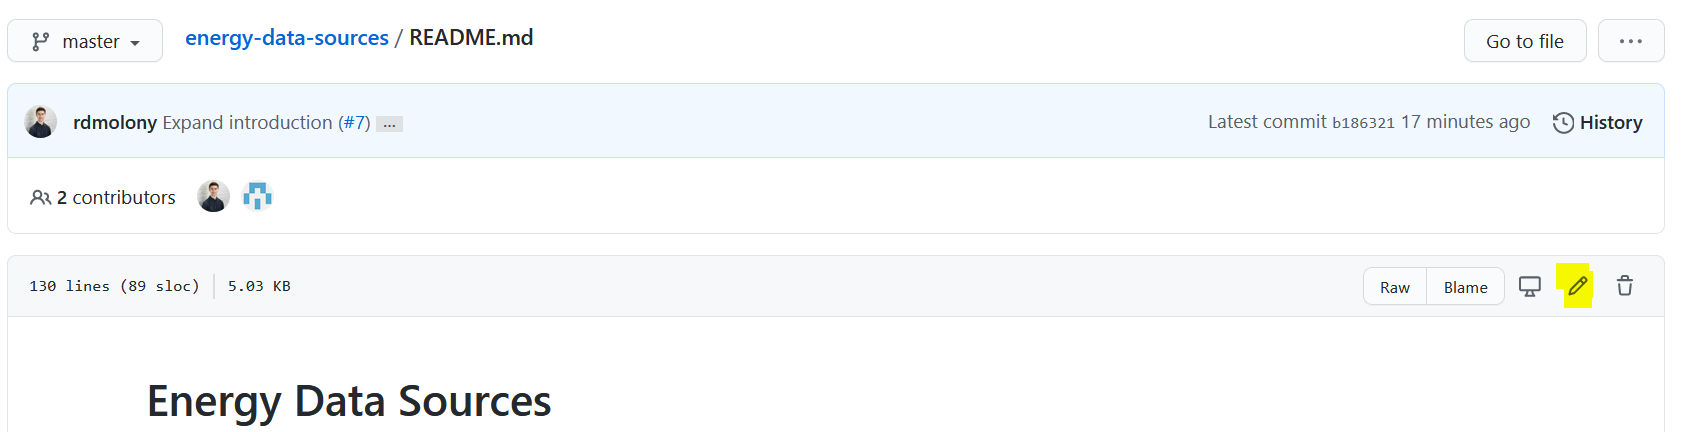 master energy-data-sources / README.md Go to file ...
rdmolony Expand introduction (#7) ... Latest commit b186321 17 minutes ago History
2 contributors
130 lines (89 sloc) 5.03 KB Raw Blame
Energy Data Sources